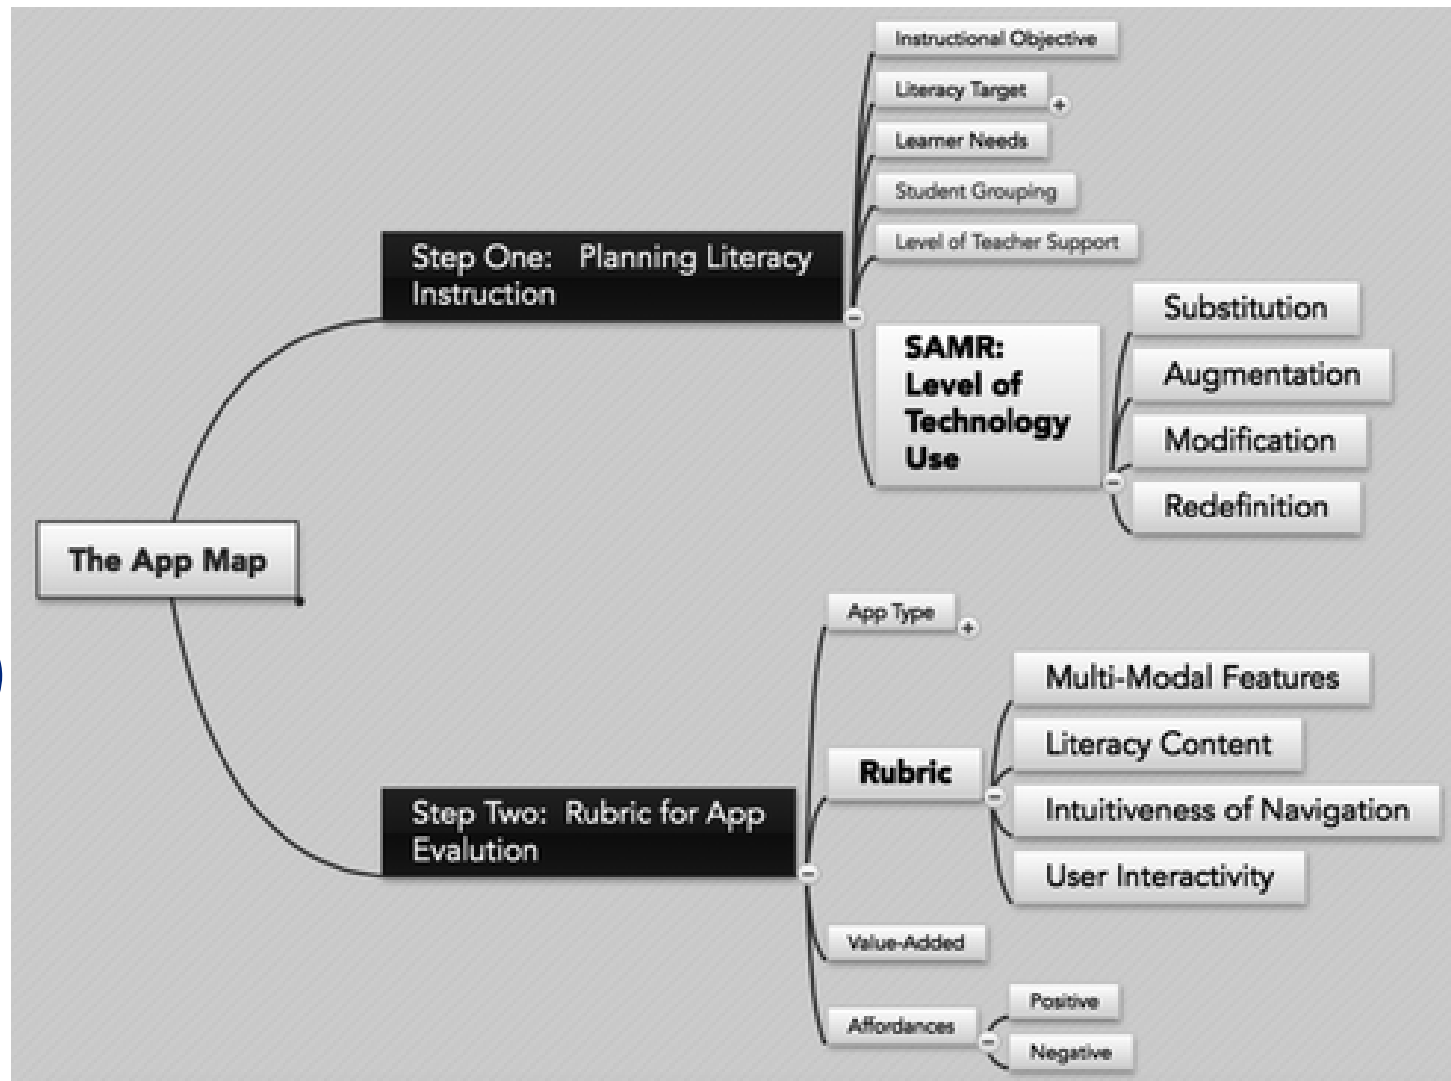 The App Map
Step One: Planning Literacy
Instruction
Instructional Objective
Literacy Target
Learner Needs
Student Grouping
Level of Teacher Support
SAMR:
Level of
Technology
Use
Substitution
Augmentation
Modification
Redefinition
Step Two: Rubric for App
Evalution
App Type
Rubric
Multi-Modal Features
Literacy Content
Intuitiveness of Navigation
User Interactivity
Value-Added
Affordances
Positive
Negative